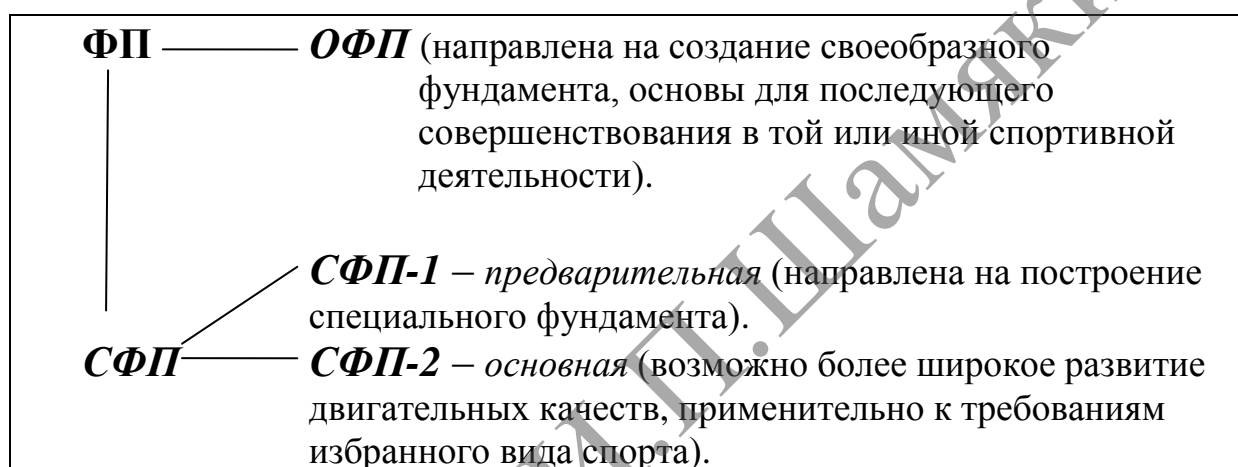 ФП ОФП (направлена на создание своеобразного
фундамента, основы для последующего
совершенствования в той или иной спортивной
деятельности).
СФП-1 – предварительная (направлена на построение
специального фундамента).
СФП СФП-2 – основная (возможно более широкое развитие
двигательных качеств, применительно к требованиям
избранного вида спорта).
М.П.Шамяки